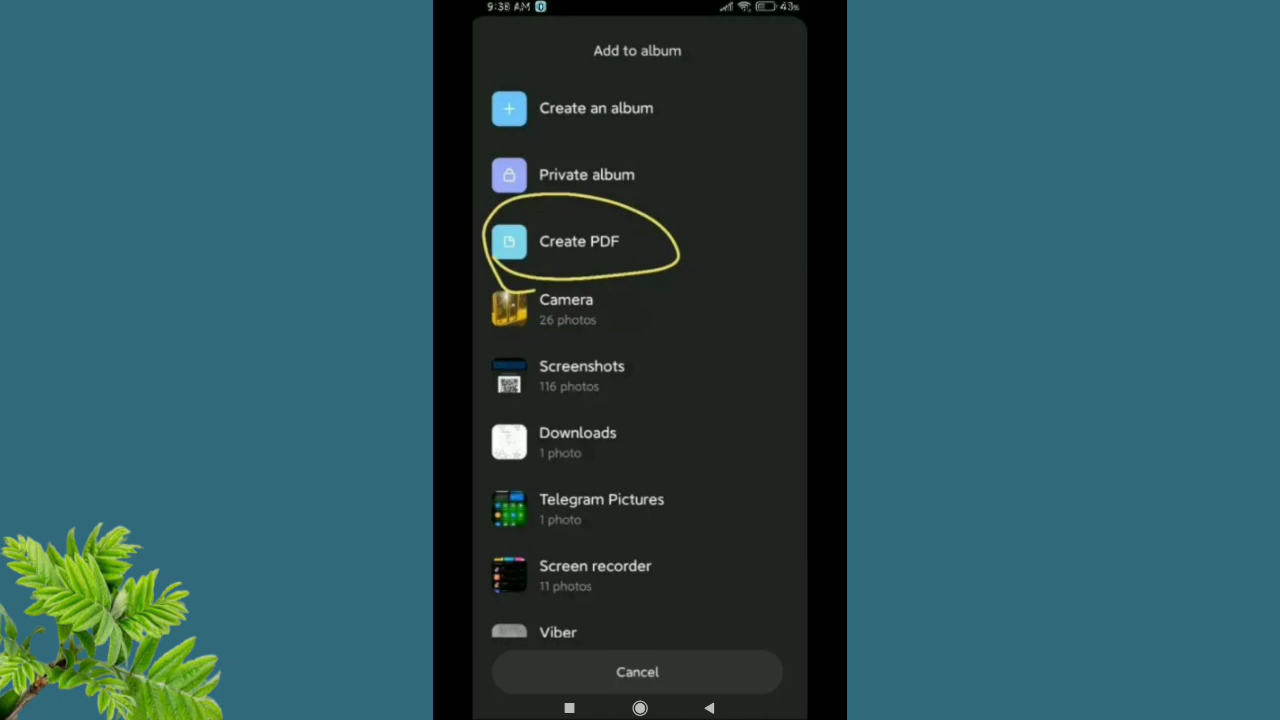 9:38 AM 43%
Add to album
Create an album
Private album
Create PDF
Camera
26 photos
Screenshots
116 photos
Downloads
1 photo
Telegram Pictures
1 photo
Screen recorder
11 photos
Viber
Cancel